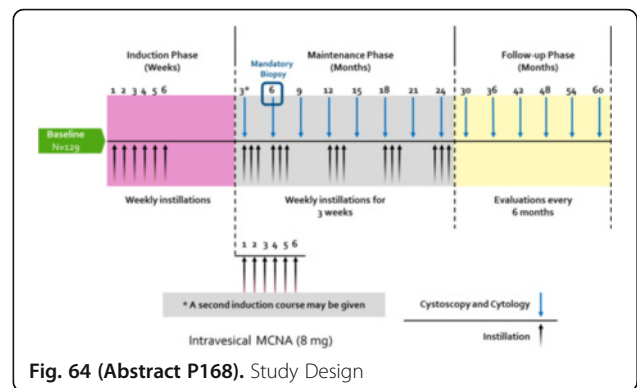 Induction Phase
(Weeks)
Maintenance Phase
(Months)
Follow-up Phase
(Months)
Mandatory
Biopsy
1 2 3 4 5 6
3* 6 9 12 15 18 21 24
30 36 42 48 54 60
Baseline
N=129
Weekly instillations
Weekly instillations for
3 weeks
Evaluations every
6 months
1 2 3 4 5 6
* A second induction course may be given
Cystoscopy and Cytology
Instillation
Intravesical MCNA (8 mg)
Fig. 64 (Abstract P168). Study Design